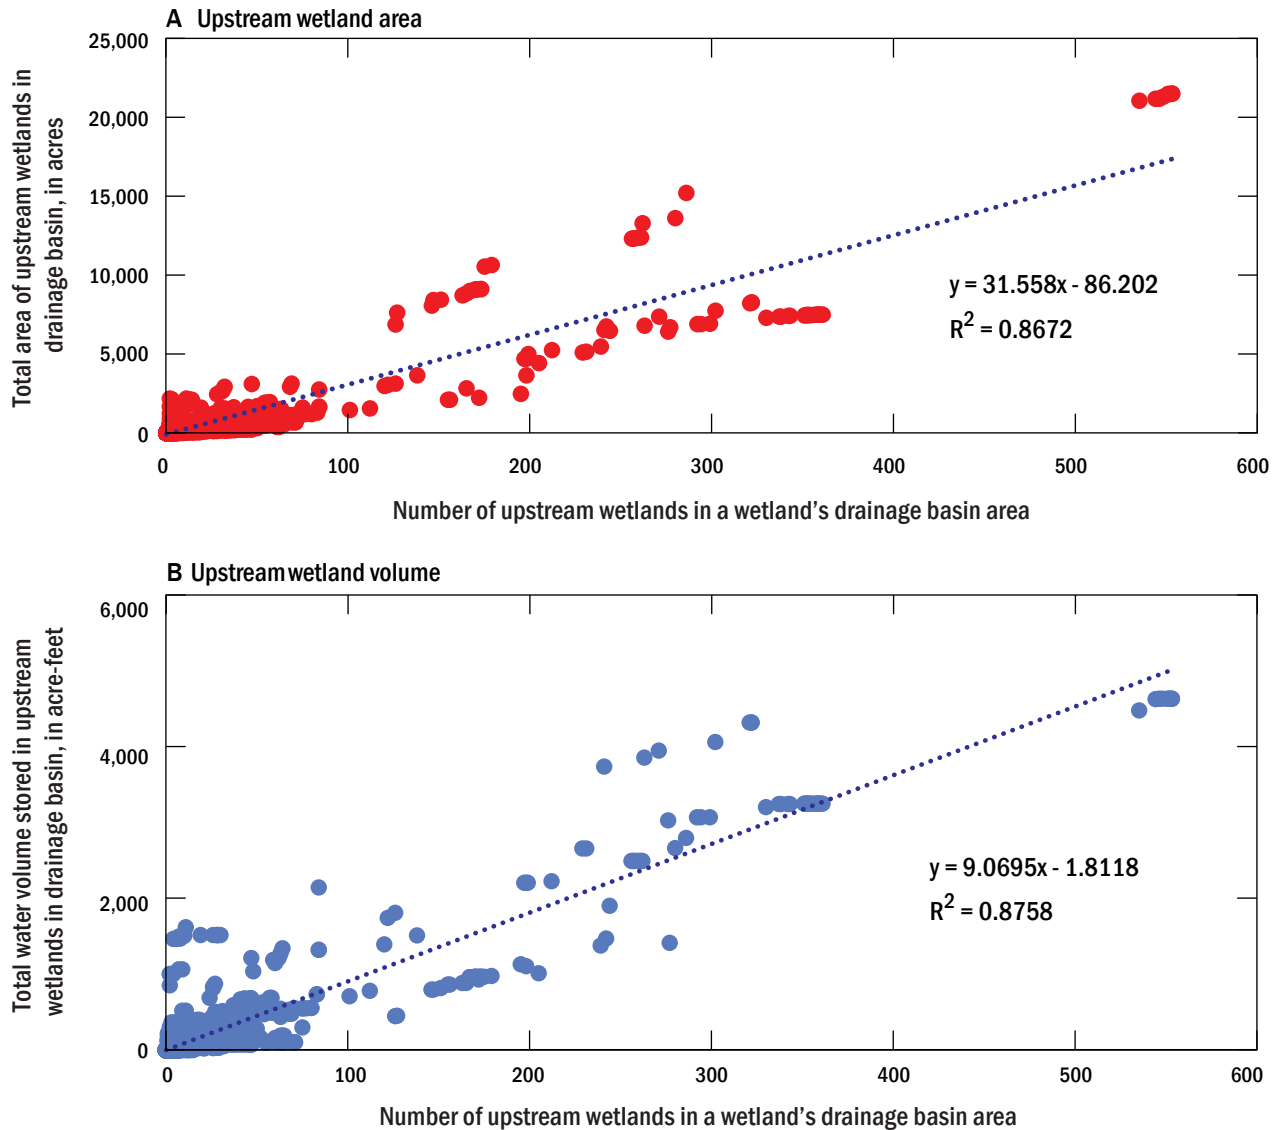 A Upstream wetland area
25,000
20,000
15,000
10,000
5,000
0
Total area of upstream wetlands in
drainage basin, in acres
y = 31.558x - 86.202
R2 = 0.8672
0 100 200 300 400 500 600
Number of upstream wetlands in a wetland’s drainage basin area
B Upstream wetland volume
6,000
4,000
2,000
0
Total water volume stored in upstream
wetlands in drainage basin, in acre-feet
y = 9.0695x - 1.8118
R2 = 0.8758
0 100 200 300 400 500 600
Number of upstream wetlands in a wetland’s drainage basin area